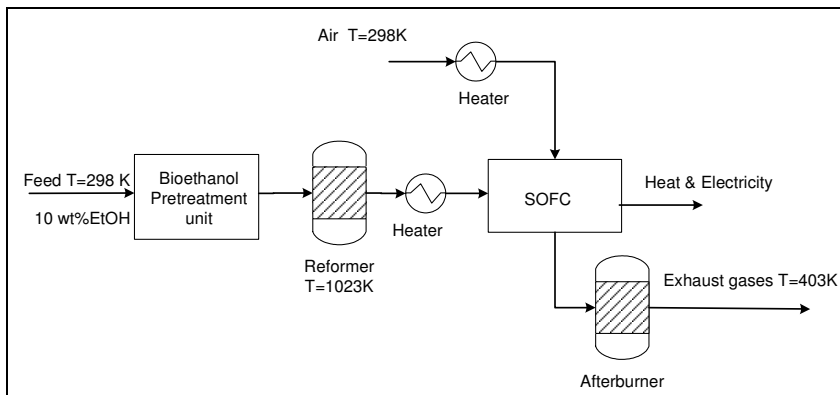 Air  T=298K
Heater
Feed T=298 K
10 wt%EtOH
Bioethanol
Pretreatment
unit
Reformer
T=1023K
Heater
SOFC
Heat & Electricity
Exhaust gases T=403K
Afterburner